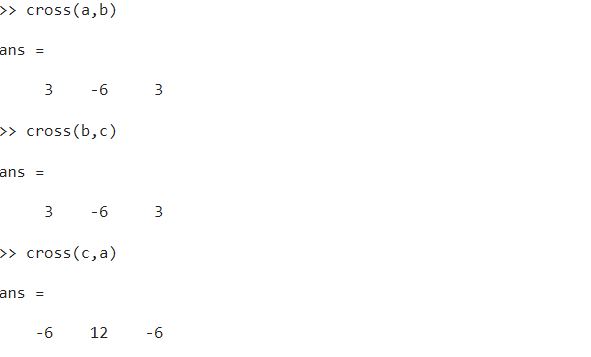 >> cross(a,b)
ans =
3 -6 3
>> cross(b,c)
ans =
3 -6 3
>> cross(c,a)
ans =
-6 12 -6